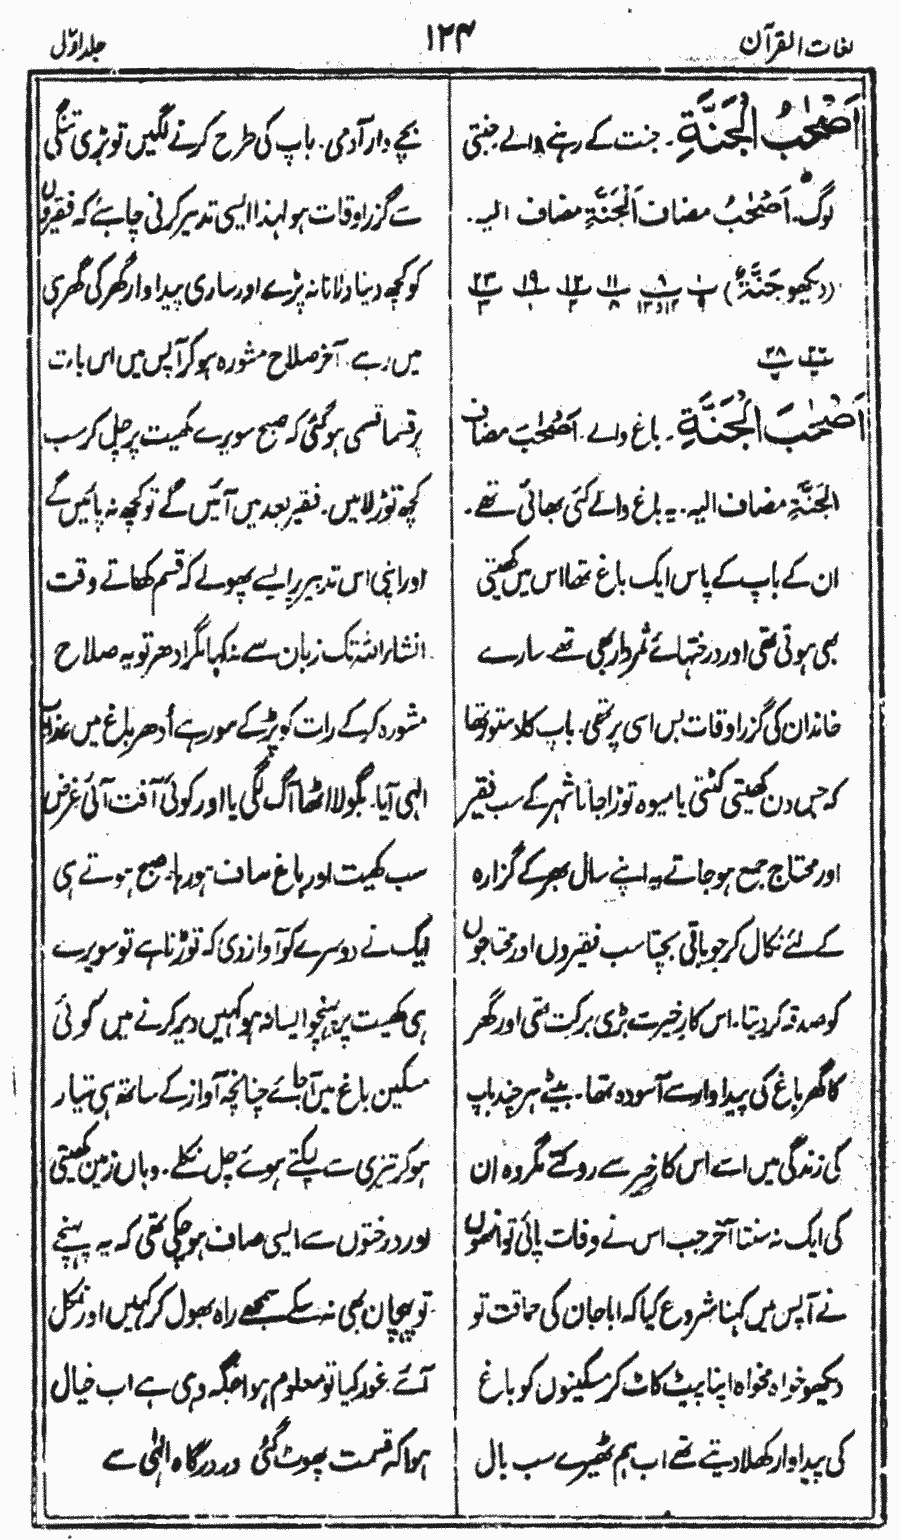 لغات القرآن
۱۲۴
جلد اوّل
اَصْحٰبُ الْجَنَّةِ ۔ جنت کے رہنے والے جنتی
لوگ۔ اَصْحٰبُ مضاف اَلْجَنَّةِ مضاف الیہ ۔
(دیکھو جَنَّةٌ)
اَصْحٰبَ الْجَنَّةِ ۔ باغ والے۔ اَصْحٰبَ مضاف
الْجَنَّةِ مضاف الیہ۔ یہ باغ والے کئی بھائی تھے۔
ان کے باپ کے پاس ایک باغ تھا اس میں کھیتی
بھی ہوتی تھی اور درختہائے ثمردار بھی تھے۔ سارے
خاندان کی گزر اوقات بس اسی پر تھی۔ باپ کا دستور تھا
کہ جس دن کھیتی کٹتی یا میوہ توڑا جاتا شہر کے سب فقیر
اور محتاج جمع ہو جاتے یہ اپنے سال بھر کے گزارہ
کے لئے نکال کر جو باقی بچتا سب فقیروں اور محتاجوں
کو صدقہ کر دیتا۔ اس کارِ خیر سے بڑی برکت تھی اور گھر
کا گھر باغ کی پیداوار سے آسودہ تھا۔ بیٹے ہر چند باپ
کی زندگی میں اسے اس کار خیر سے روکتے مگر وہ ان
کی ایک نہ سنتا آخر جب اس نے وفات پائی تو انھوں
نے آپس میں کہنا شروع کیا کہ ابا جان کی حماقت تو
دیکھو خواہ مخواہ اپنا پیٹ کاٹ کر مسکینوں کو باغ
کی پیداوار کھلا دیتے تھے اب ہم ٹھیرے سب بال
بچے دار آدمی۔ باپ کی طرح کرنے لگیں تو بڑی تنگی
سے گزر اوقات ہو لہذا ایسی تدبیر کرنی چاہئے کہ فقیروں
کو کچھ دینا دلانا نہ پڑے اور ساری پیداوار گھر کی گھر ہی
میں رہے۔ آخر صلاح مشورہ ہو کر آپس میں اس بات
پر قسما قسمی ہو گئی کہ صبح سویرے کھیت پر چل کر سب
کچھ توڑ لائیں۔ فقیر بعد میں آئیں گے تو کچھ نہ پائیں گے
اور اپنی اس تدبیر پر ایسے پھولے کہ قسم کھاتے وقت
انشاء اللہ تک زبان سے نہ کہا مگر ادھر تو یہ صلاح
مشورہ کر کے رات کو پڑ کے سو رہے اُدھر باغ میں عذاب
الٰہی آیا۔ بگولا اٹھا آگ لگی یا اور کوئی آفت آئی غرض
سب کھیت اور باغ صاف ہو رہا۔ صبح ہوتے ہی
ایک نے دوسرے کو آواز دی کہ توڑنا ہے تو سویرے
ہی کھیت پر پہنچو ایسا نہ ہو کہیں دیر کرنے میں کوئی
مسکین باغ میں آ جائے چنانچہ آواز کے ساتھ ہی تیار
ہو کر تیزی سے لپکتے ہوئے چل نکلے۔ وہاں زمین کھیتی
اور درختوں سے ایسی صاف ہو چکی تھی کہ یہ پہنچے
تو پہچان بھی نہ سکے سمجھے راہ بھول کر کہیں اور نکل
آئے۔ غور کیا تو معلوم ہوا جگہ وہی ہے اب خیال
ہوا کہ قسمت پھوٹ گئی اور درگاہ الٰہی سے